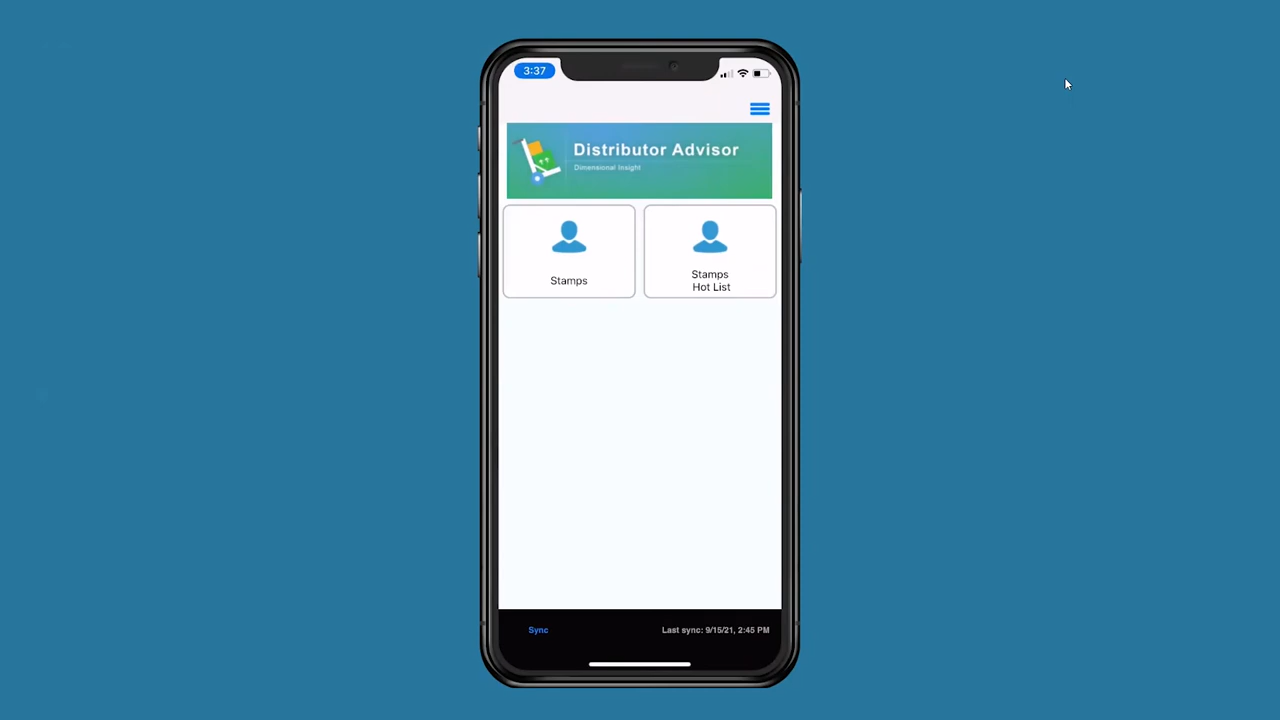 3:37
Distributor Advisor
Dimensional Insight
Stamps
Stamps
Hot List
Sync
Last sync: 9/15/21, 2:45 PM